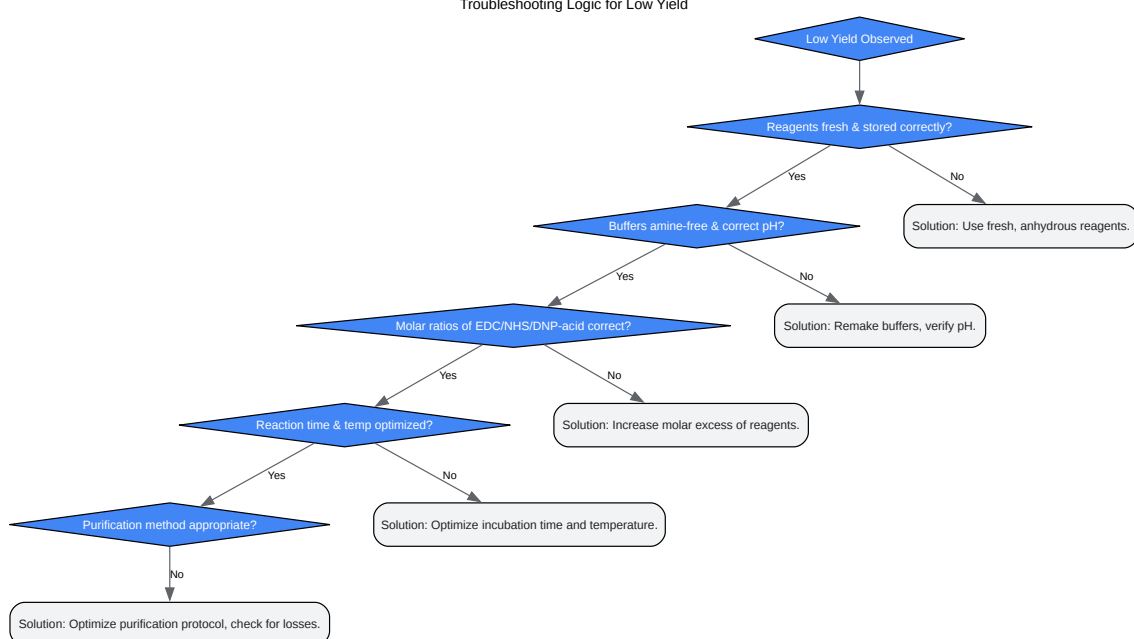 Troubleshooting Logic for Low Yield
Low Yield Observed
Reagents fresh & stored correctly?
Yes
No
Buffers amine-free & correct pH?
Solution: Use fresh, anhydrous reagents.
Yes
No
Molar ratios of EDC/NHS/DNP-acid correct?
Solution: Remake buffers, verify pH.
Yes
No
Reaction time & temp optimized?
Solution: Increase molar excess of reagents.
Yes
No
Purification method appropriate?
Solution: Optimize incubation time and temperature.
No
Solution: Optimize purification protocol, check for losses.